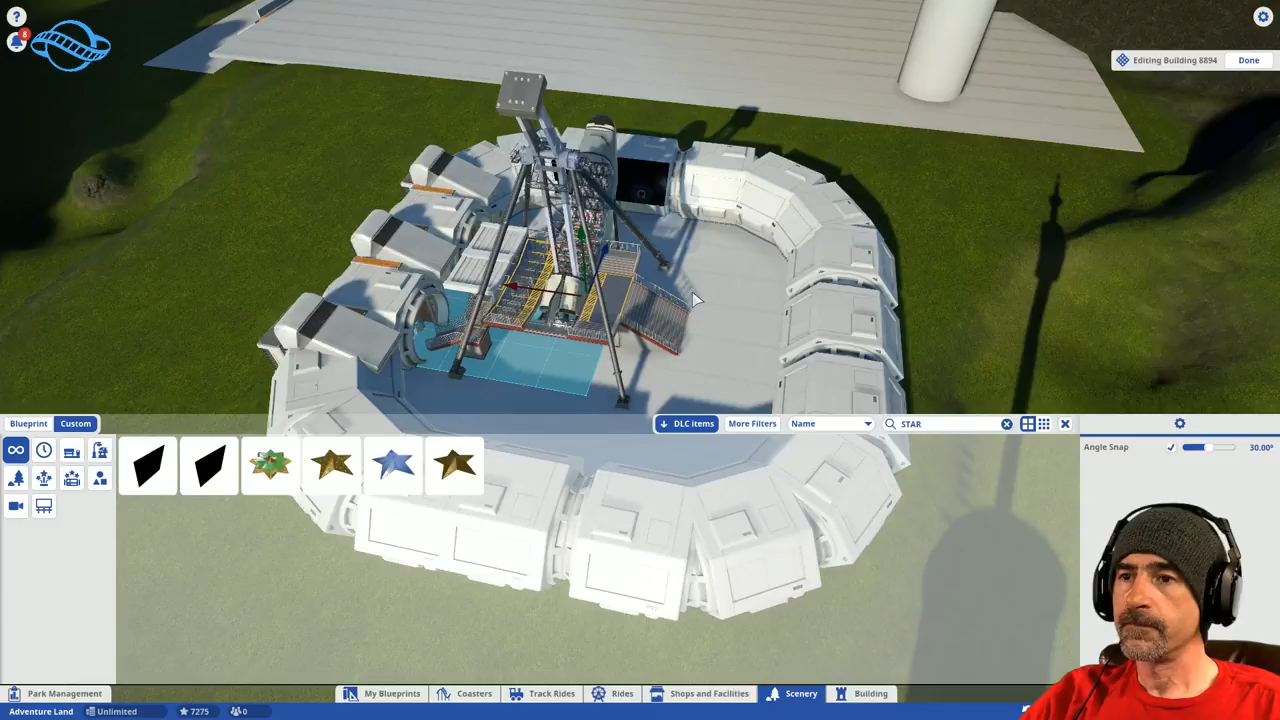 ?
8
Editing Building 8894 Done
Blueprint Custom
DLC items More Filters Name STAR
Angle Snap 30.00°
Park Management My Blueprints Coasters Track Rides Rides Shops and Facilities Scenery Building
Adventure Land Unlimited 7275 0